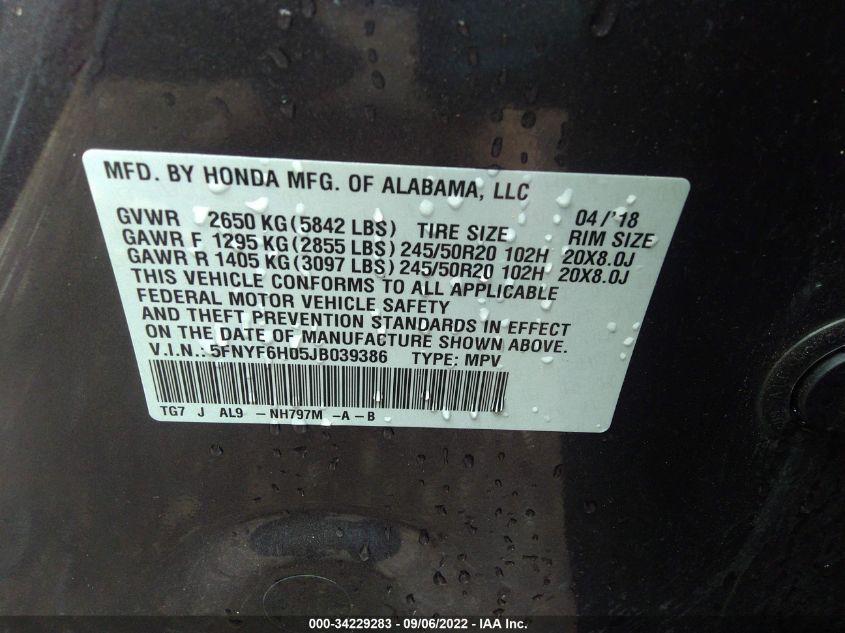 MFD. BY HONDA MFG. OF ALABAMA, LLC
GVWR 2650 KG (5842 LBS) TIRE SIZE 04/'18 RIM SIZE
GAWR F 1295 KG (2855 LBS) 245/50R20 102H 20X8.0J
GAWR R 1405 KG (3097 LBS) 245/50R20 102H 20X8.0J
THIS VEHICLE CONFORMS TO ALL APPLICABLE
FEDERAL MOTOR VEHICLE SAFETY
AND THEFT PREVENTION STANDARDS IN EFFECT
ON THE DATE OF MANUFACTURE SHOWN ABOVE.
V.I.N.: 5FNYF6H05JB039386 TYPE: MPV
TG7 J AL9 -NH797M -A-B
000-34229283 - 09/06/2022 - IAA Inc.